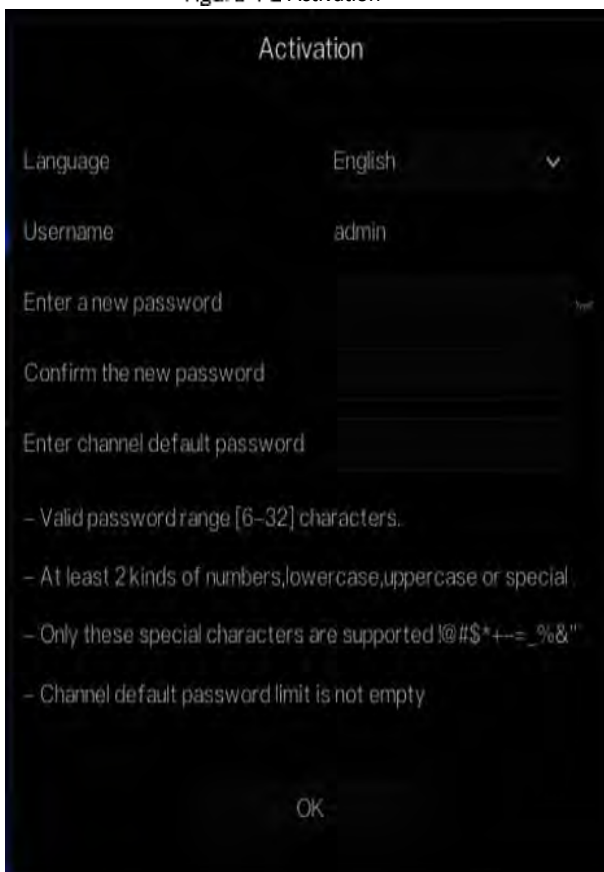 Activation
Activation
Language English
Username admin
Enter a new password
Confirm the new password
Enter channel default password
– Valid password range [6–32] characters.
– At least 2 kinds of numbers,lowercase,uppercase or special
– Only these special characters are supported !@#$*+-=_%&"
– Channel default password limit is not empty
OK